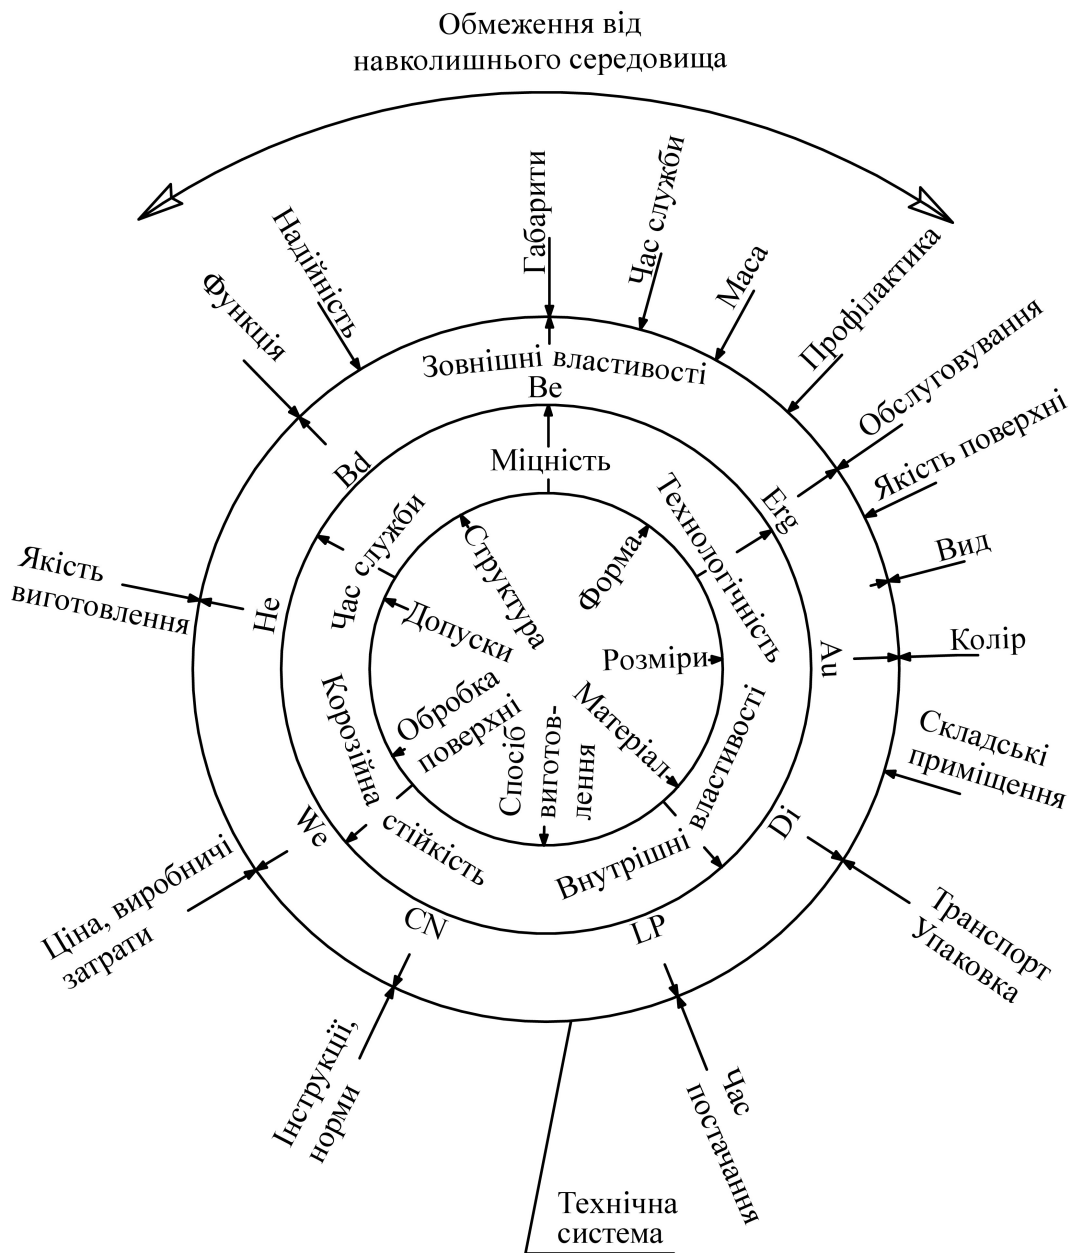 Обмеження від
навколишнього середовища
Функція
Надійність
Габарити
Час служби
Маса
Профілактика
Обслуговування
Якість поверхні
Вид
Колір
Складські
приміщення
Транспорт
Упаковка
Час
постачання
Інструкції,
норми
Ціна, виробничі
затрати
Якість
виготовлення
Зовнішні властивості
Be
Erg
Au
Di
LP
CN
We
He
Bd
Міцність
Технологічність
Внутрішні властивості
Корозійна стійкість
Час служби
Структура
Форма
Розміри
Матеріал
Спосіб
виготов-
лення
Обробка
поверхні
Допуски
Технічна
система